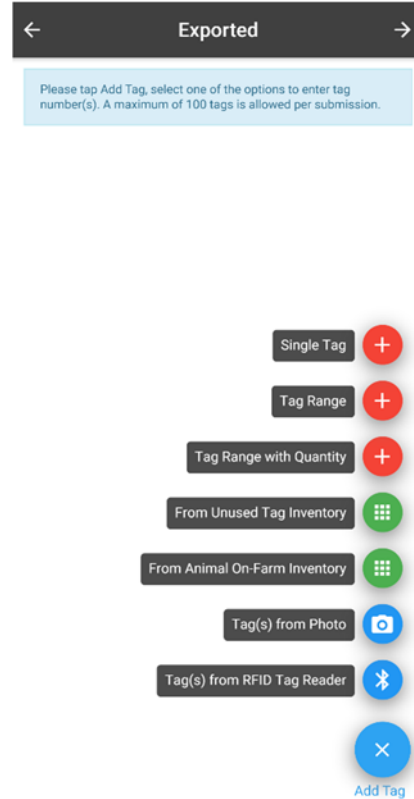 Exported
Please tap Add Tag, select one of the options to enter tag
number(s). A maximum of 100 tags is allowed per submission.
Single Tag
Tag Range
Tag Range with Quantity
From Unused Tag Inventory
From Animal On-Farm Inventory
Tag(s) from Photo
Tag(s) from RFID Tag Reader
Add Tag